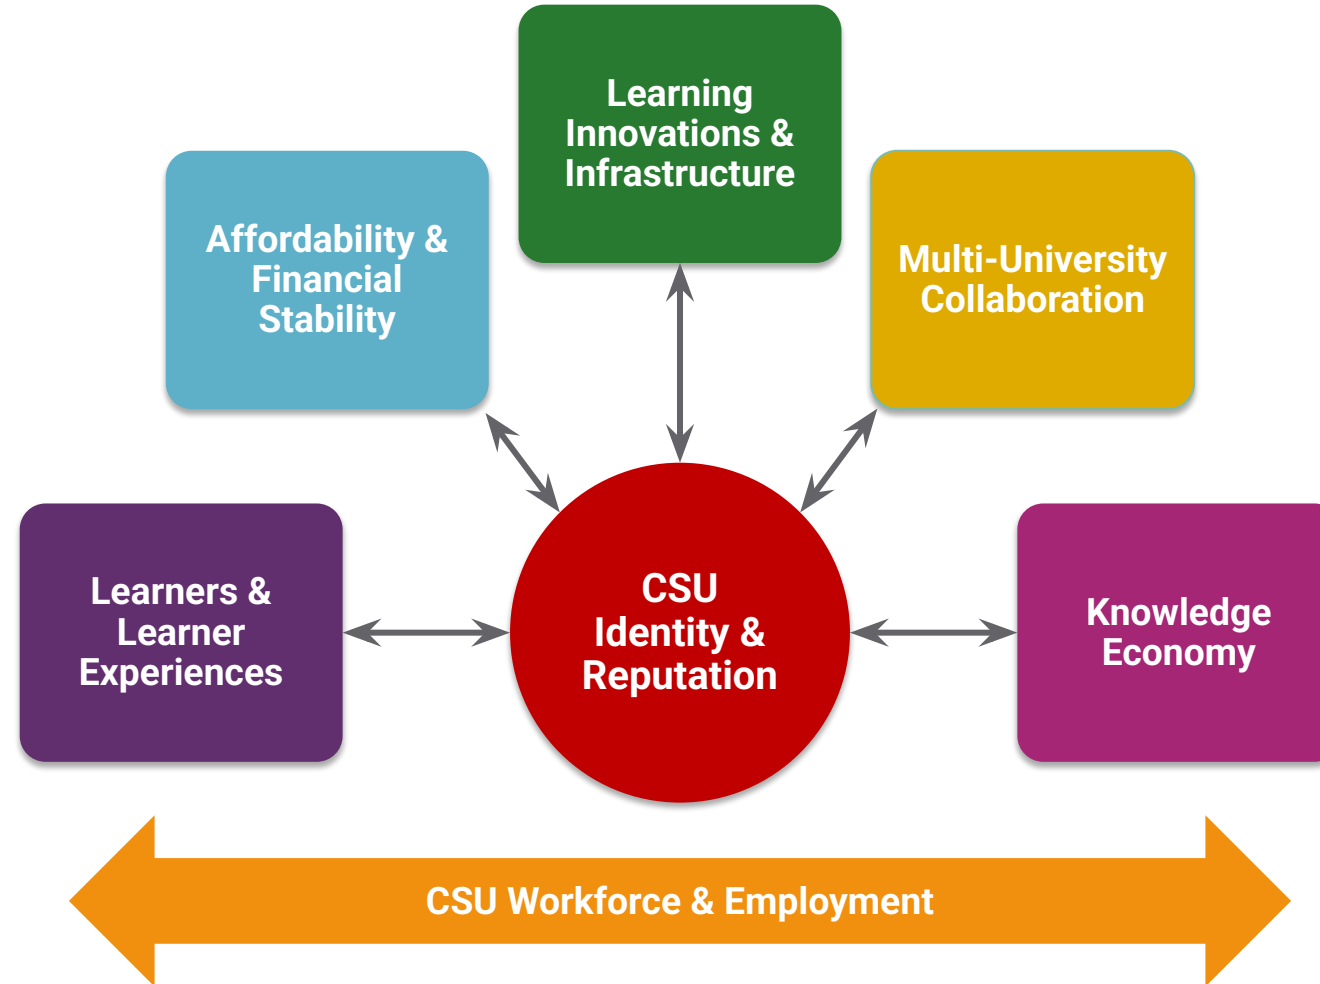 Learning
Innovations &
Infrastructure
Affordability &
Financial
Stability
Multi-University
Collaboration
Learners &
Learner
Experiences
CSU
Identity &
Reputation
Knowledge
Economy
CSU Workforce & Employment